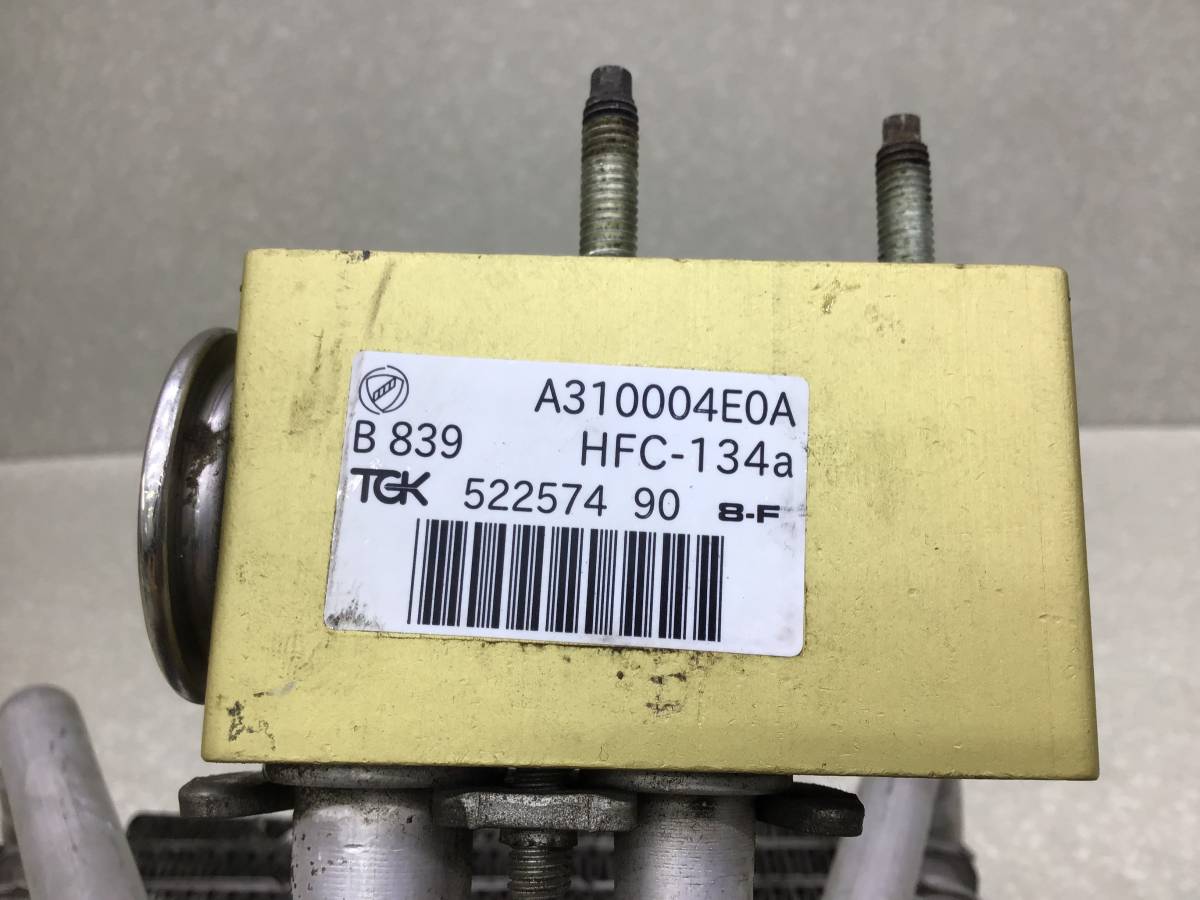 A310004E0A
B 839 HFC-134a
TGK 522574 90 8-F